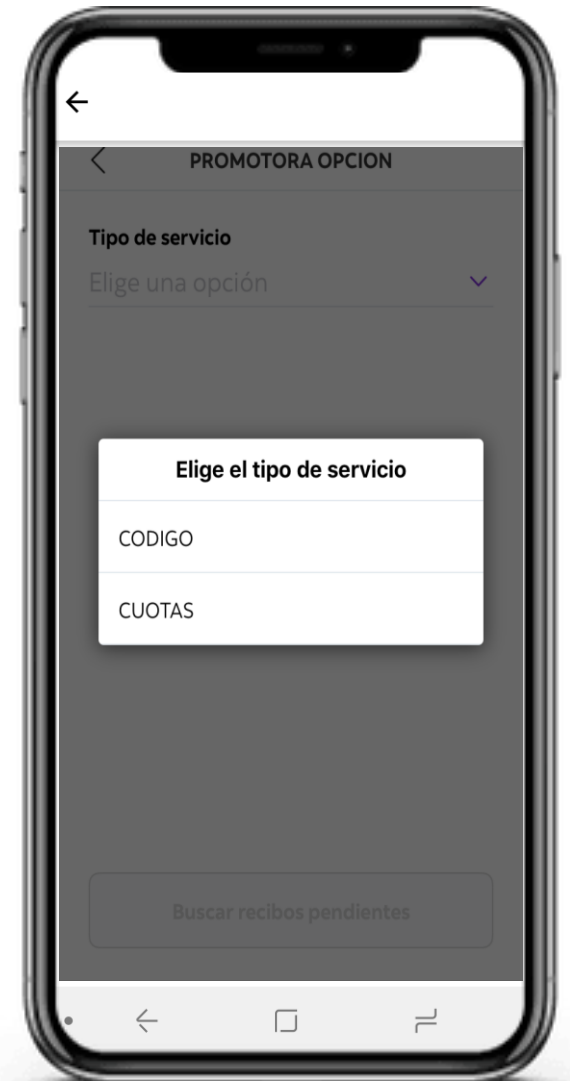 PROMOTORA OPCION
Tipo de servicio
Elige una opción
Elige el tipo de servicio
CODIGO
CUOTAS
Buscar recibos pendientes